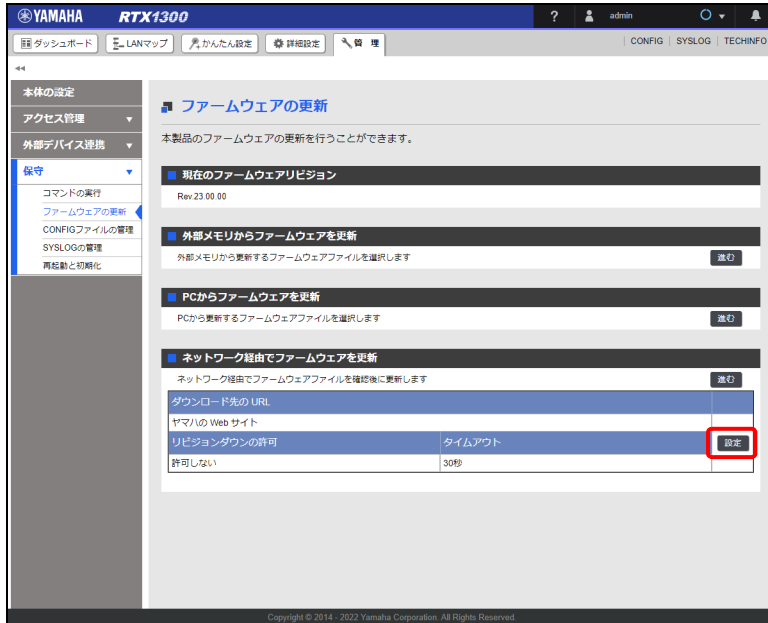 YAMAHA RTX1300 ? admin
ダッシュボード LANマップ かんたん設定 詳細設定 管理 CONFIG SYSLOG TECHINFO
本体の設定
アクセス管理
外部デバイス連携
保守
コマンドの実行
ファームウェアの更新
CONFIGファイルの管理
SYSLOGの管理
再起動と初期化
ファームウェアの更新
本製品のファームウェアの更新を行うことができます。
現在のファームウェアリビジョン
Rev.23.00.00
外部メモリからファームウェアを更新
外部メモリから更新するファームウェアファイルを選択します 進む
PCからファームウェアを更新
PCから更新するファームウェアファイルを選択します 進む
ネットワーク経由でファームウェアを更新
ネットワーク経由でファームウェアファイルを確認後に更新します 進む
ダウンロード先の URL
ヤマハの Web サイト
リビジョンダウンの許可 タイムアウト 設定
許可しない 30秒
Copyright © 2014 - 2022 Yamaha Corporation. All Rights Reserved.